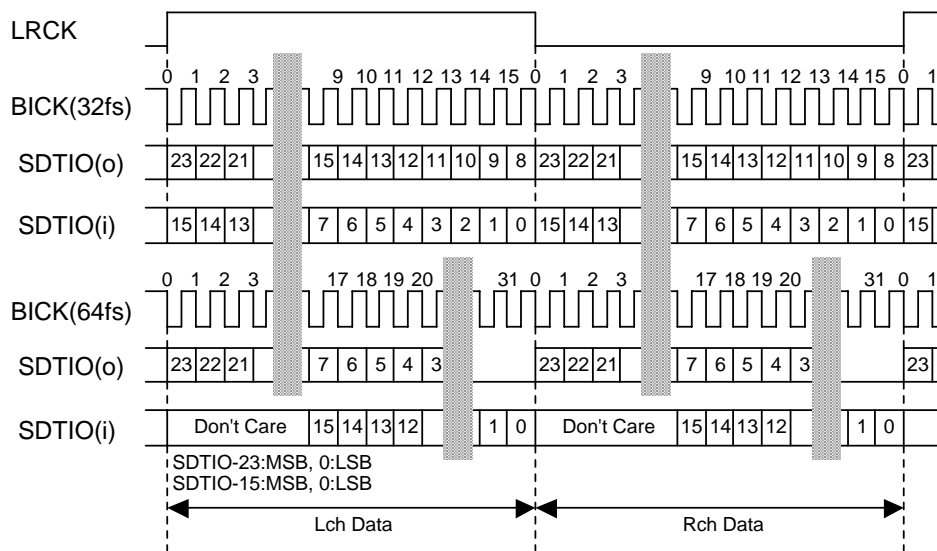 LRCK
0 1 2 3 9 10 11 12 13 14 15 0 1 2 3 9 10 11 12 13 14 15 0 1
BICK(32fs)
SDTIO(o) 23 22 21 15 14 13 12 11 10 9 8 23 22 21 15 14 13 12 11 10 9 8 23
SDTIO(i) 15 14 13 7 6 5 4 3 2 1 0 15 14 13 7 6 5 4 3 2 1 0 15
0 1 2 3 17 18 19 20 31 0 1 2 3 17 18 19 20 31 0 1
BICK(64fs)
SDTIO(o) 23 22 21 7 6 5 4 3 23 22 21 7 6 5 4 3 23
SDTIO(i) Don't Care 15 14 13 12 1 0 Don't Care 15 14 13 12 1 0
SDTIO-23:MSB, 0:LSB
SDTIO-15:MSB, 0:LSB
Lch Data Rch Data